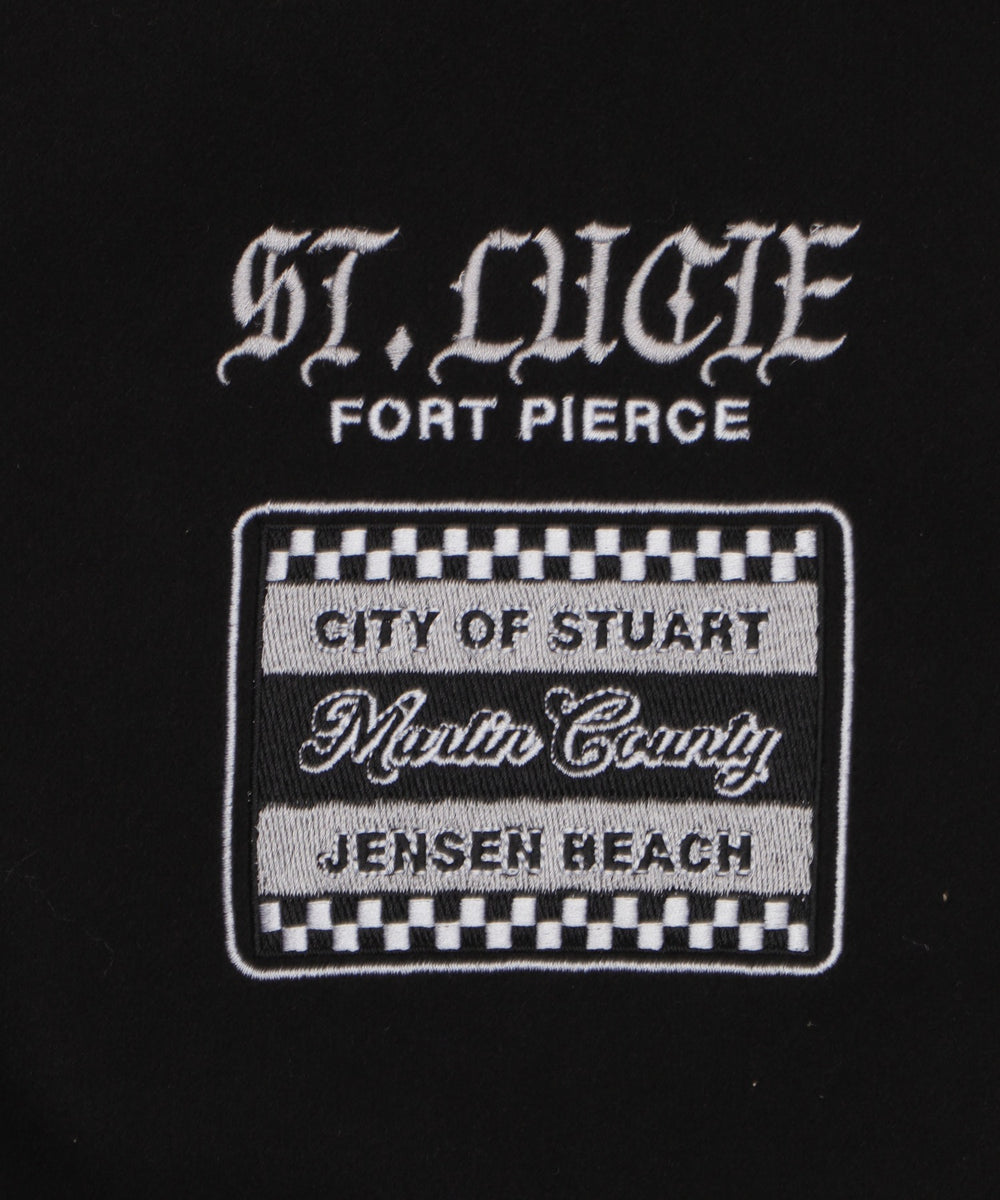 ST. LUCIE
FORT PIERCE
CITY OF STUART
Martin County
JENSEN BEACH